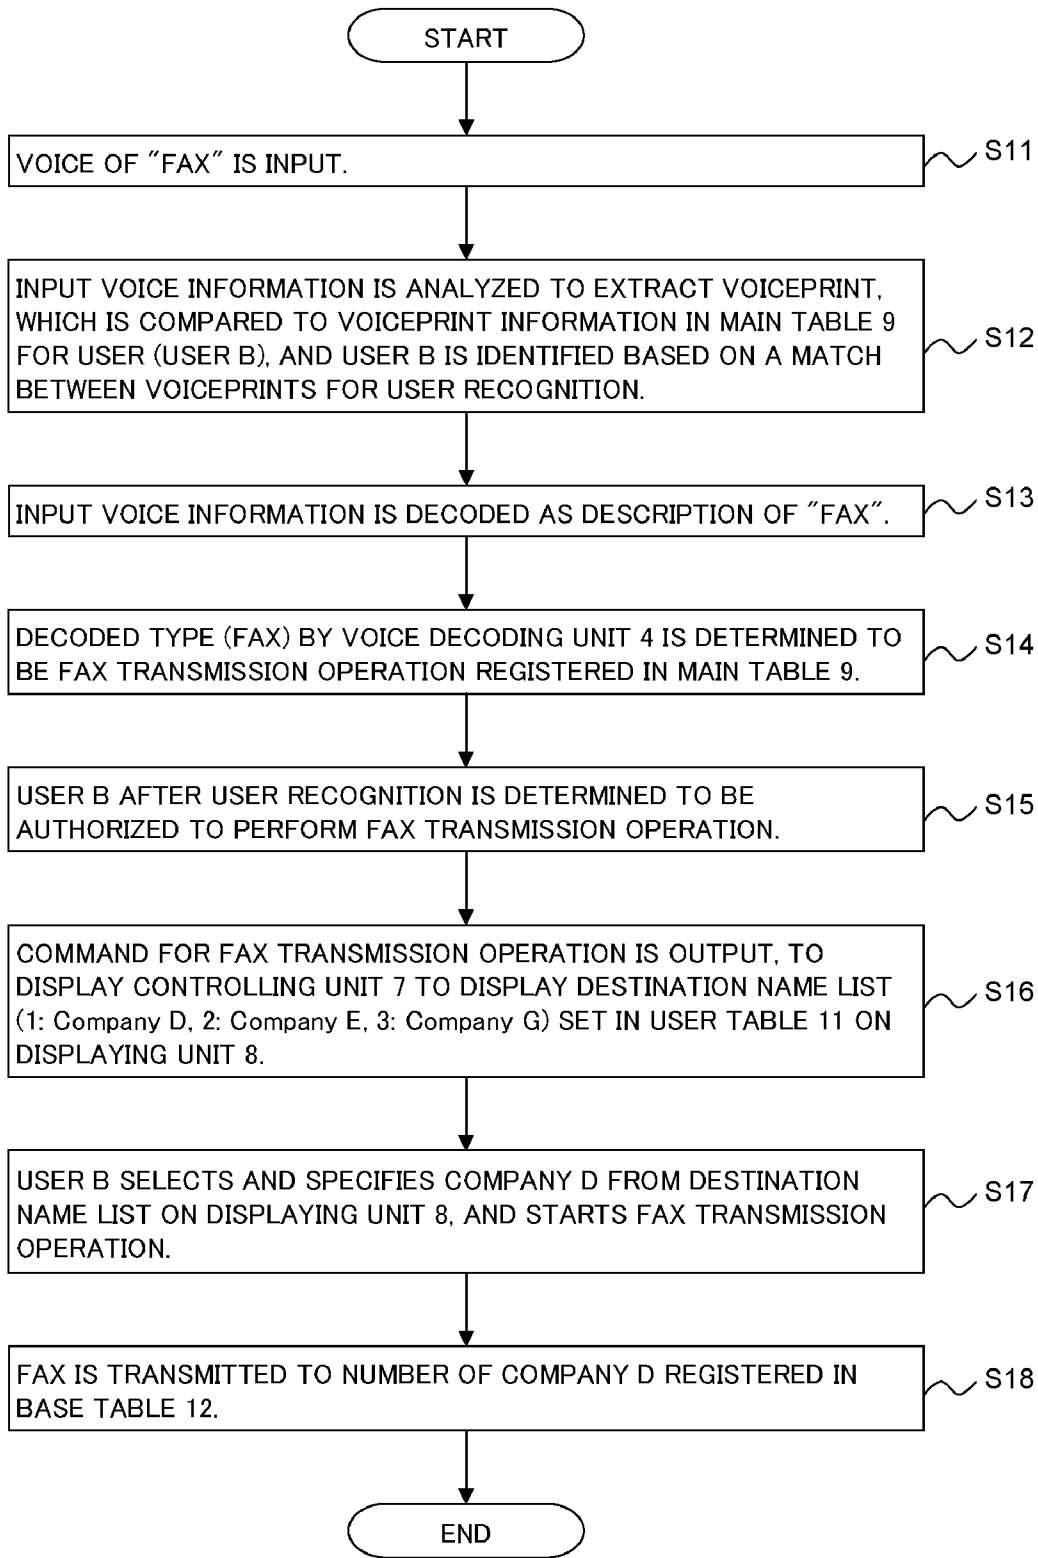 START
VOICE OF "FAX" IS INPUT.
S11
INPUT VOICE INFORMATION IS ANALYZED TO EXTRACT VOICEPRINT,
WHICH IS COMPARED TO VOICEPRINT INFORMATION IN MAIN TABLE 9
FOR USER (USER B), AND USER B IS IDENTIFIED BASED ON A MATCH
BETWEEN VOICEPRINTS FOR USER RECOGNITION.
S12
INPUT VOICE INFORMATION IS DECODED AS DESCRIPTION OF "FAX".
S13
DECODED TYPE (FAX) BY VOICE DECODING UNIT 4 IS DETERMINED TO
BE FAX TRANSMISSION OPERATION REGISTERED IN MAIN TABLE 9.
S14
USER B AFTER USER RECOGNITION IS DETERMINED TO BE
AUTHORIZED TO PERFORM FAX TRANSMISSION OPERATION.
S15
COMMAND FOR FAX TRANSMISSION OPERATION IS OUTPUT, TO
DISPLAY CONTROLLING UNIT 7 TO DISPLAY DESTINATION NAME LIST
(1: Company D, 2: Company E, 3: Company G) SET IN USER TABLE 11 ON
DISPLAYING UNIT 8.
S16
USER B SELECTS AND SPECIFIES COMPANY D FROM DESTINATION
NAME LIST ON DISPLAYING UNIT 8, AND STARTS FAX TRANSMISSION
OPERATION.
S17
FAX IS TRANSMITTED TO NUMBER OF COMPANY D REGISTERED IN
BASE TABLE 12.
S18
END